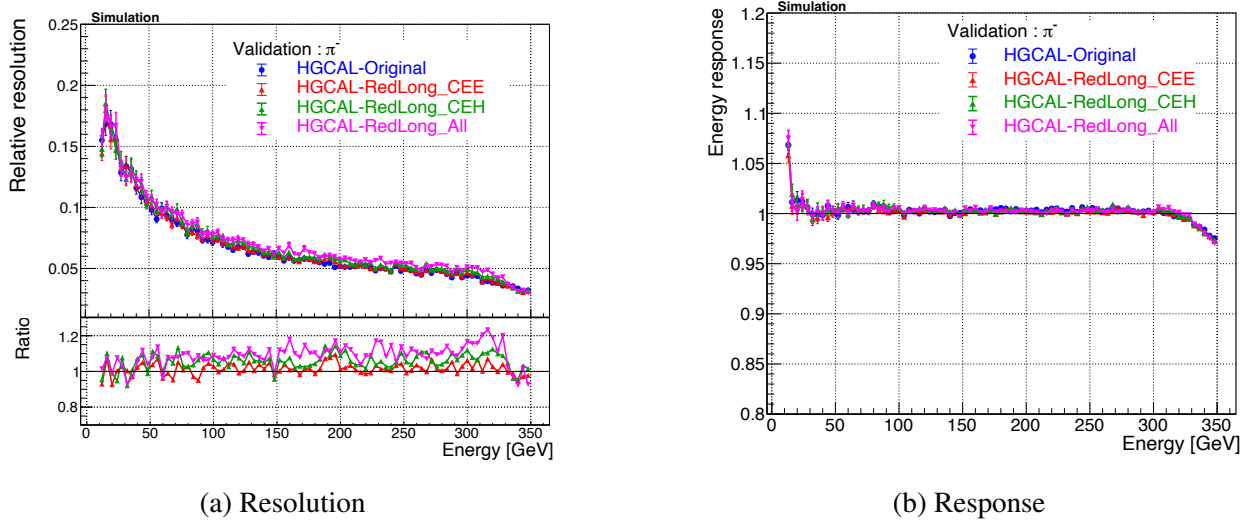 Simulation
0.25
0.2
0.15
0.1
0.05
Relative resolution
Validation : π⁻
HGCAL-Original
HGCAL-RedLong_CEE
HGCAL-RedLong_CEH
HGCAL-RedLong_All
Ratio
1.2
1
0.8
0 50 100 150 200 250 300 350
Energy [GeV]
(a) Resolution
Simulation
1.2
1.15
1.1
1.05
1
0.95
0.9
0.85
0.8
Energy response
Validation : π⁻
HGCAL-Original
HGCAL-RedLong_CEE
HGCAL-RedLong_CEH
HGCAL-RedLong_All
0 50 100 150 200 250 300 350
Energy [GeV]
(b) Response